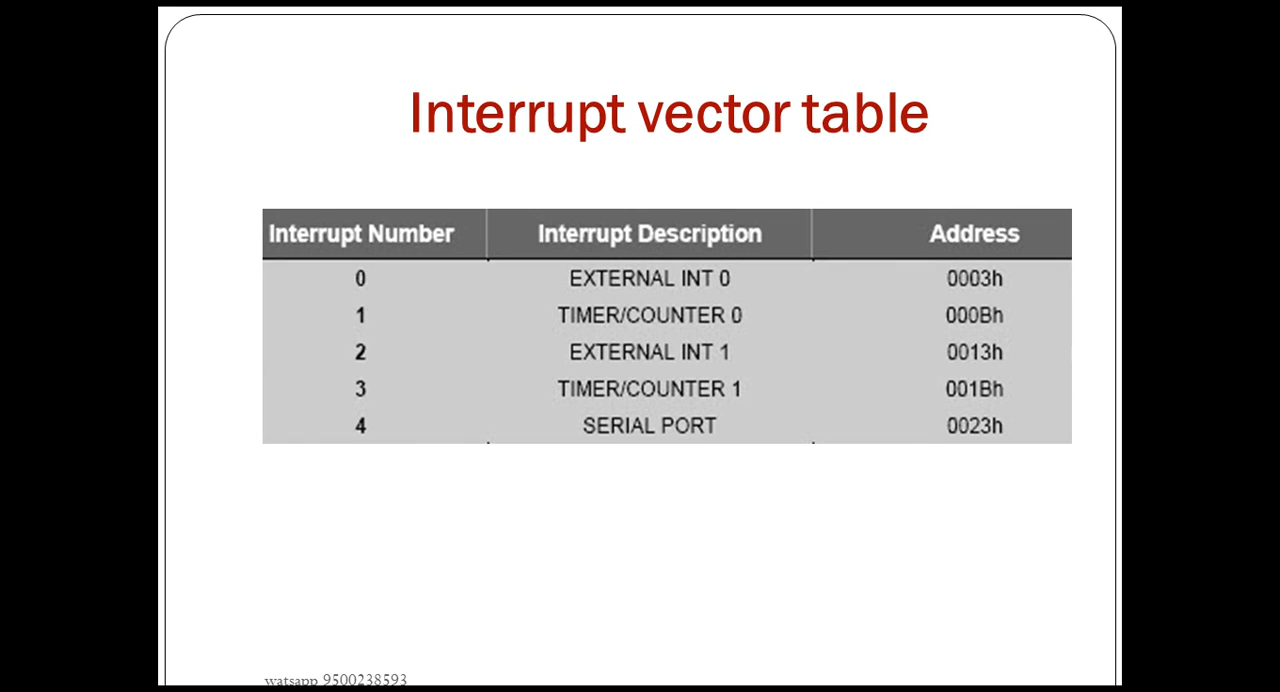 Interrupt vector table
Interrupt Number Interrupt Description Address
0 EXTERNAL INT 0 0003h
1 TIMER/COUNTER 0 000Bh
2 EXTERNAL INT 1 0013h
3 TIMER/COUNTER 1 001Bh
4 SERIAL PORT 0023h
watsapp 9500238593